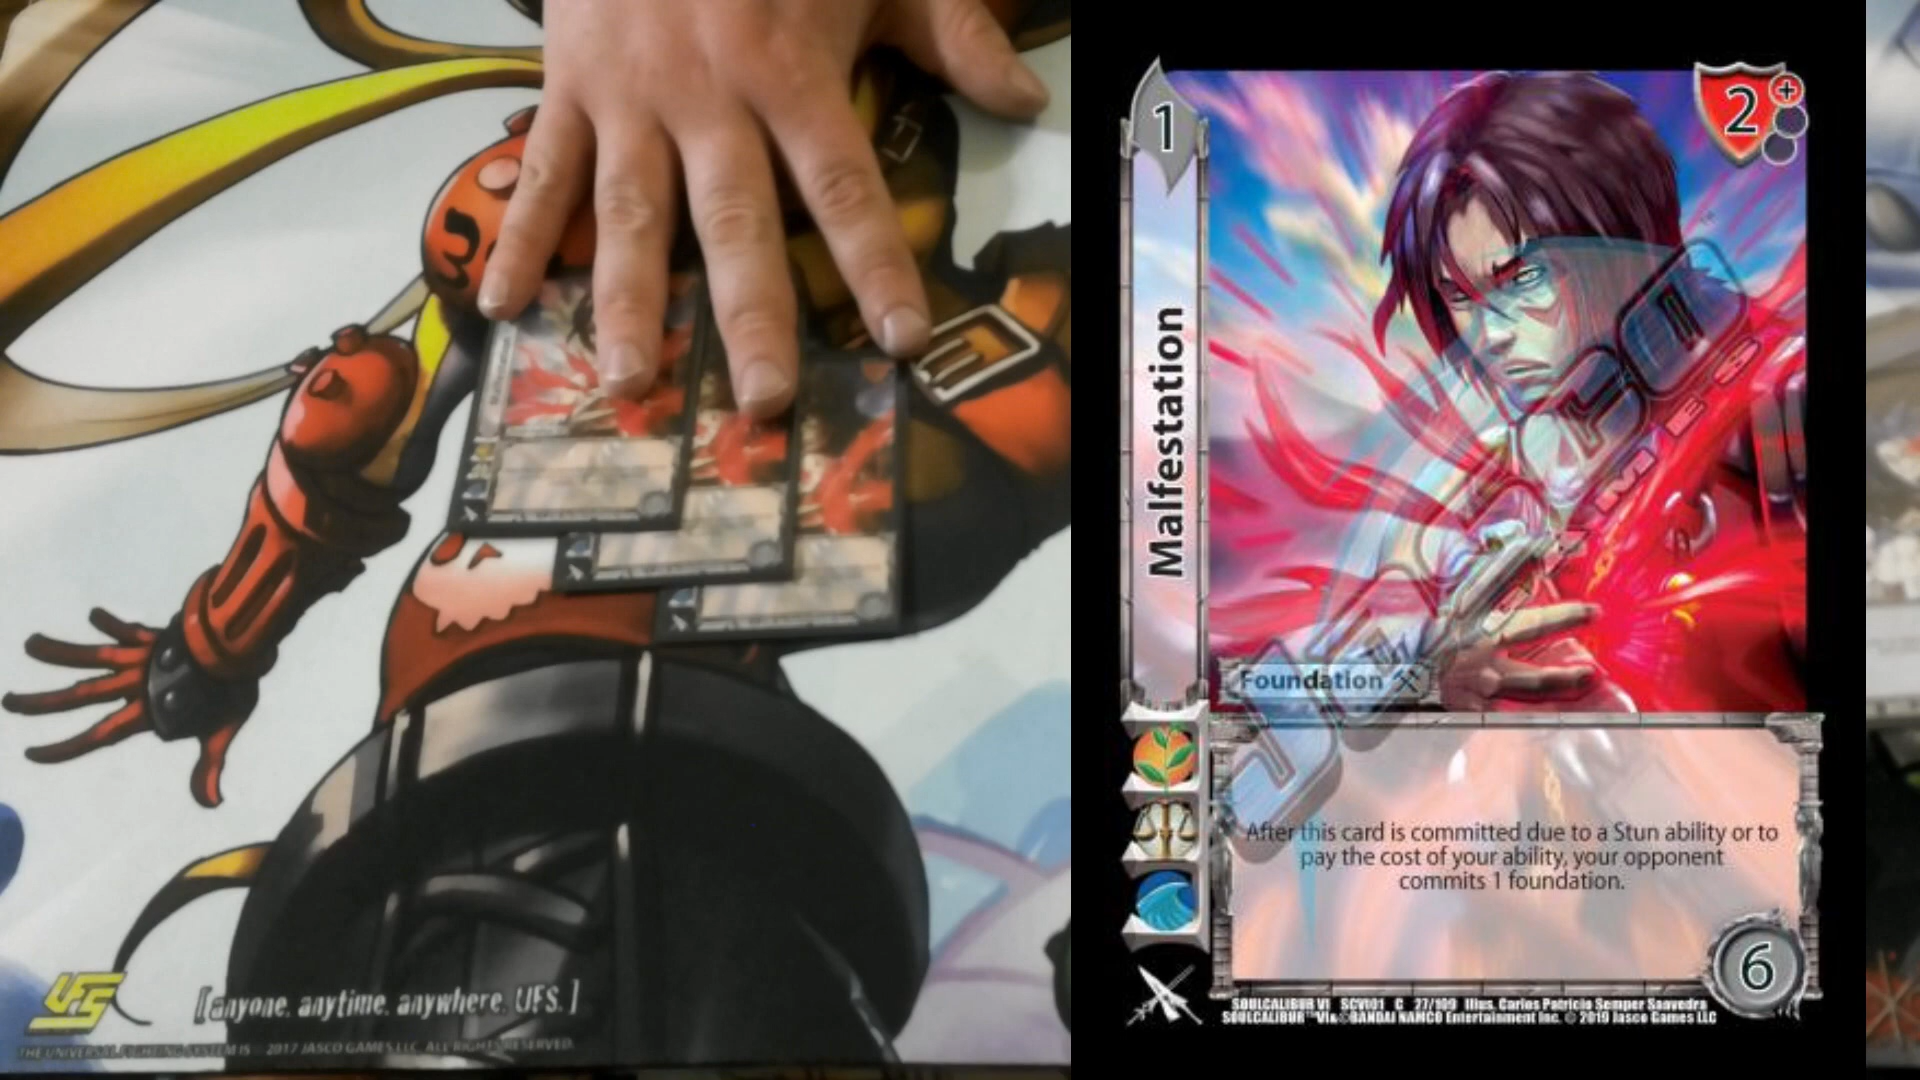 UFS
[anyone. anytime. anywhere. UFS.]
THE UNIVERSAL FIGHTING SYSTEM IS © 2017 JASCO GAMES LLC. ALL RIGHTS RESERVED.
1
2
+
Malfestation
JASCO
GAMES
Foundation
After this card is committed due to a Stun ability or to
pay the cost of your ability, your opponent
commits 1 foundation.
6
SOULCALIBUR VI SCVI01 C 27/109 Illus. Carlos Patricio Semper Saavedra
SOULCALIBUR™VI& ©BANDAI NAMCO Entertainment Inc. © 2019 Jasco Games LLC